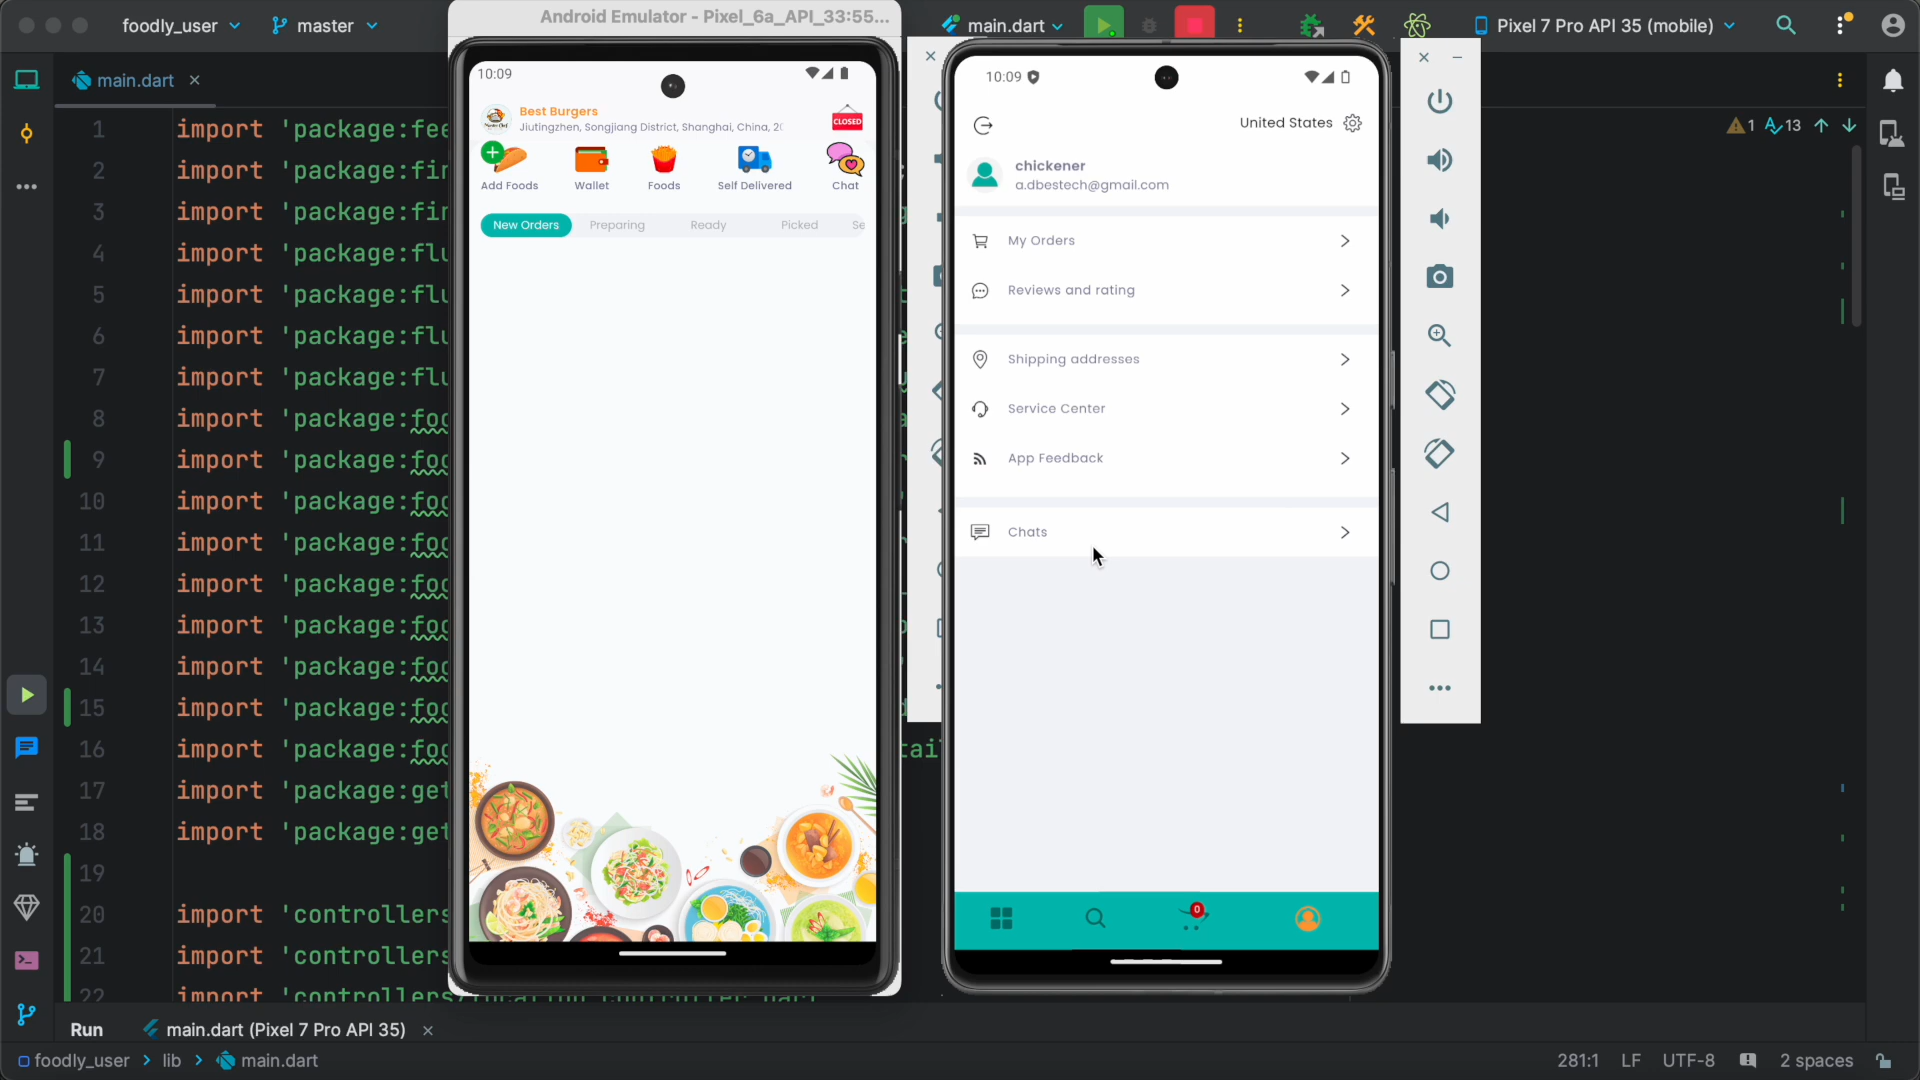 foodly_user
master
Android Emulator - Pixel_6a_API_33:55...
main.dart
Pixel 7 Pro API 35 (mobile)
main.dart
1 import 'package:fee
2 import 'package:fir
3 import 'package:fir
4 import 'package:flu
5 import 'package:flu
6 import 'package:flu
7 import 'package:flu
8 import 'package:foo
9 import 'package:foo
10 import 'package:foo
11 import 'package:foo
12 import 'package:foo
13 import 'package:foo
14 import 'package:foo
15 import 'package:foo
16 import 'package:foo
17 import 'package:get
18 import 'package:get
19
20 import 'controllers
21 import 'controllers
22 import 'controllers/location_controller.dart
1 13
10:09
Best Burgers
Jiutingzhen, Songjiang District, Shanghai, China, 20
CLOSED
Add Foods
Wallet
Foods
Self Delivered
Chat
New Orders
Preparing
Ready
Picked
Se
10:09
United States
chickener
a.dbestech@gmail.com
My Orders
Reviews and rating
Shipping addresses
Service Center
App Feedback
Chats
0
Run
main.dart (Pixel 7 Pro API 35)
foodly_user
lib
main.dart
281:1
LF
UTF-8
2 spaces